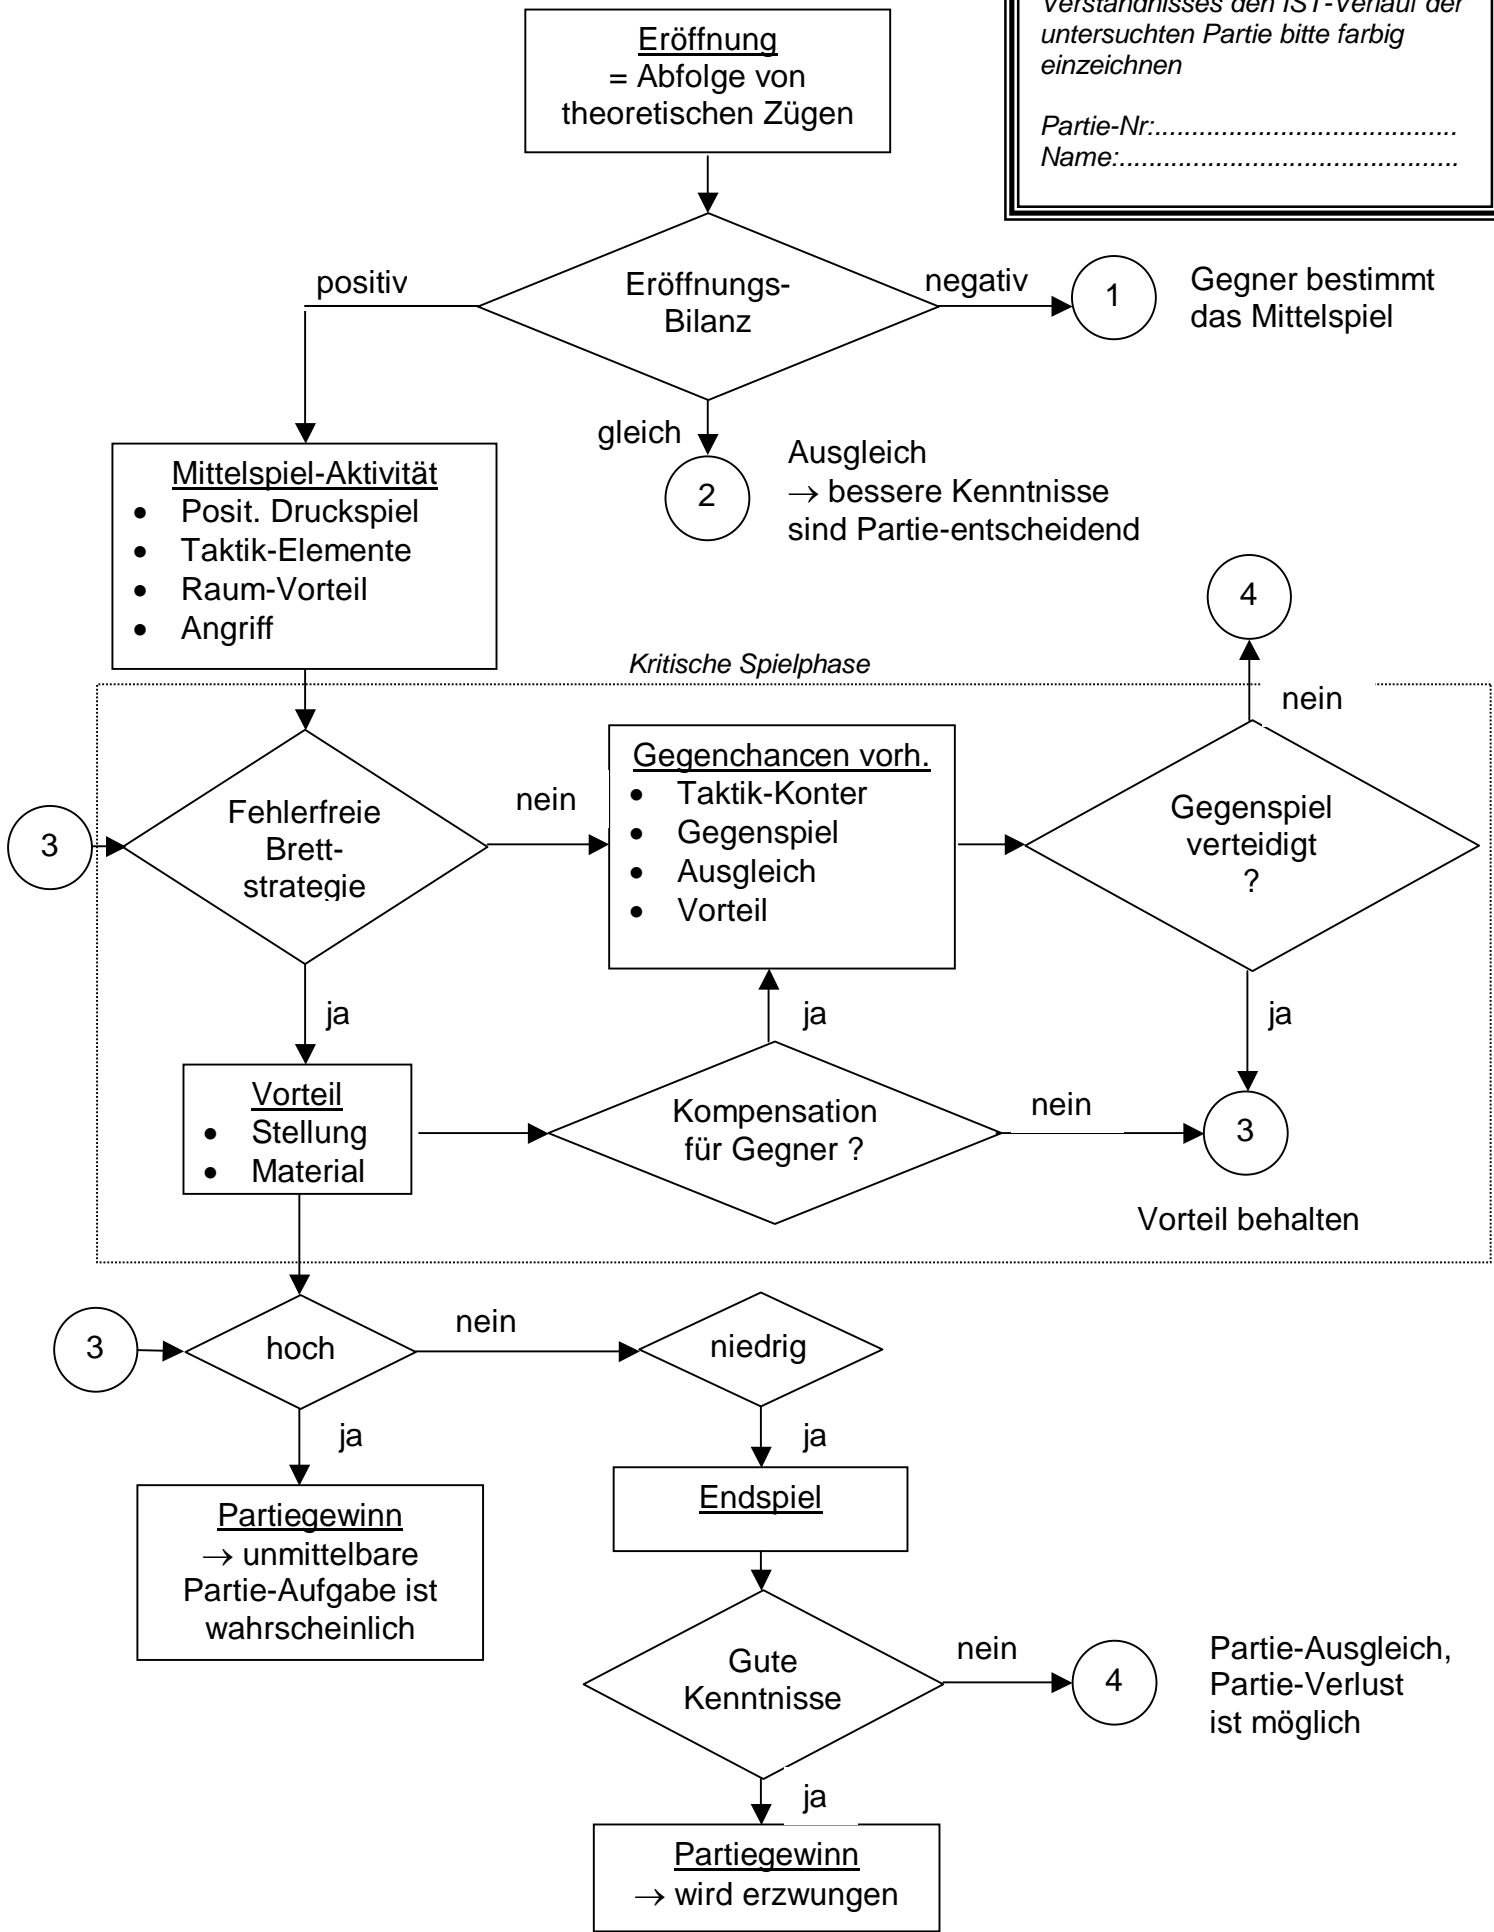 Verständnisses den IST-Verlauf der
untersuchten Partie bitte farbig
einzeichnen
Partie-Nr:........................................
Name:.............................................
Eröffnung
= Abfolge von
theoretischen Zügen
positiv
Eröffnungs-
Bilanz
negativ
1
Gegner bestimmt
das Mittelspiel
gleich
2
Ausgleich
→ bessere Kenntnisse
sind Partie-entscheidend
Mittelspiel-Aktivität
• Posit. Druckspiel
• Taktik-Elemente
• Raum-Vorteil
• Angriff
4
Kritische Spielphase
nein
3
Fehlerfreie
Brett-
strategie
nein
Gegenchancen vorh.
• Taktik-Konter
• Gegenspiel
• Ausgleich
• Vorteil
Gegenspiel
verteidigt
?
ja
ja
ja
Vorteil
• Stellung
• Material
Kompensation
für Gegner ?
nein
3
Vorteil behalten
3
hoch
nein
niedrig
ja
ja
Partiegewinn
→ unmittelbare
Partie-Aufgabe ist
wahrscheinlich
Endspiel
Gute
Kenntnisse
nein
4
Partie-Ausgleich,
Partie-Verlust
ist möglich
ja
Partiegewinn
→ wird erzwungen